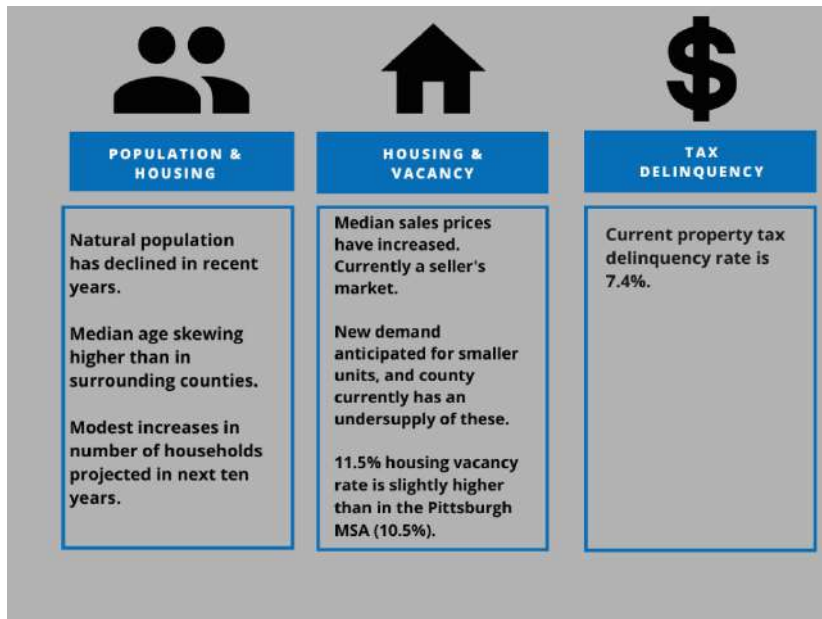 POPULATION &
HOUSING
Natural population
has declined in recent
years.
Median age skewing
higher than in
surrounding counties.
Modest increases in
number of households
projected in next ten
years.
HOUSING &
VACANCY
Median sales prices
have increased.
Currently a seller's
market.
New demand
anticipated for smaller
units, and county
currently has an
undersupply of these.
11.5% housing vacancy
rate is slightly higher
than in the Pittsburgh
MSA (10.5%).
TAX
DELINQUENCY
Current property tax
delinquency rate is
7.4%.